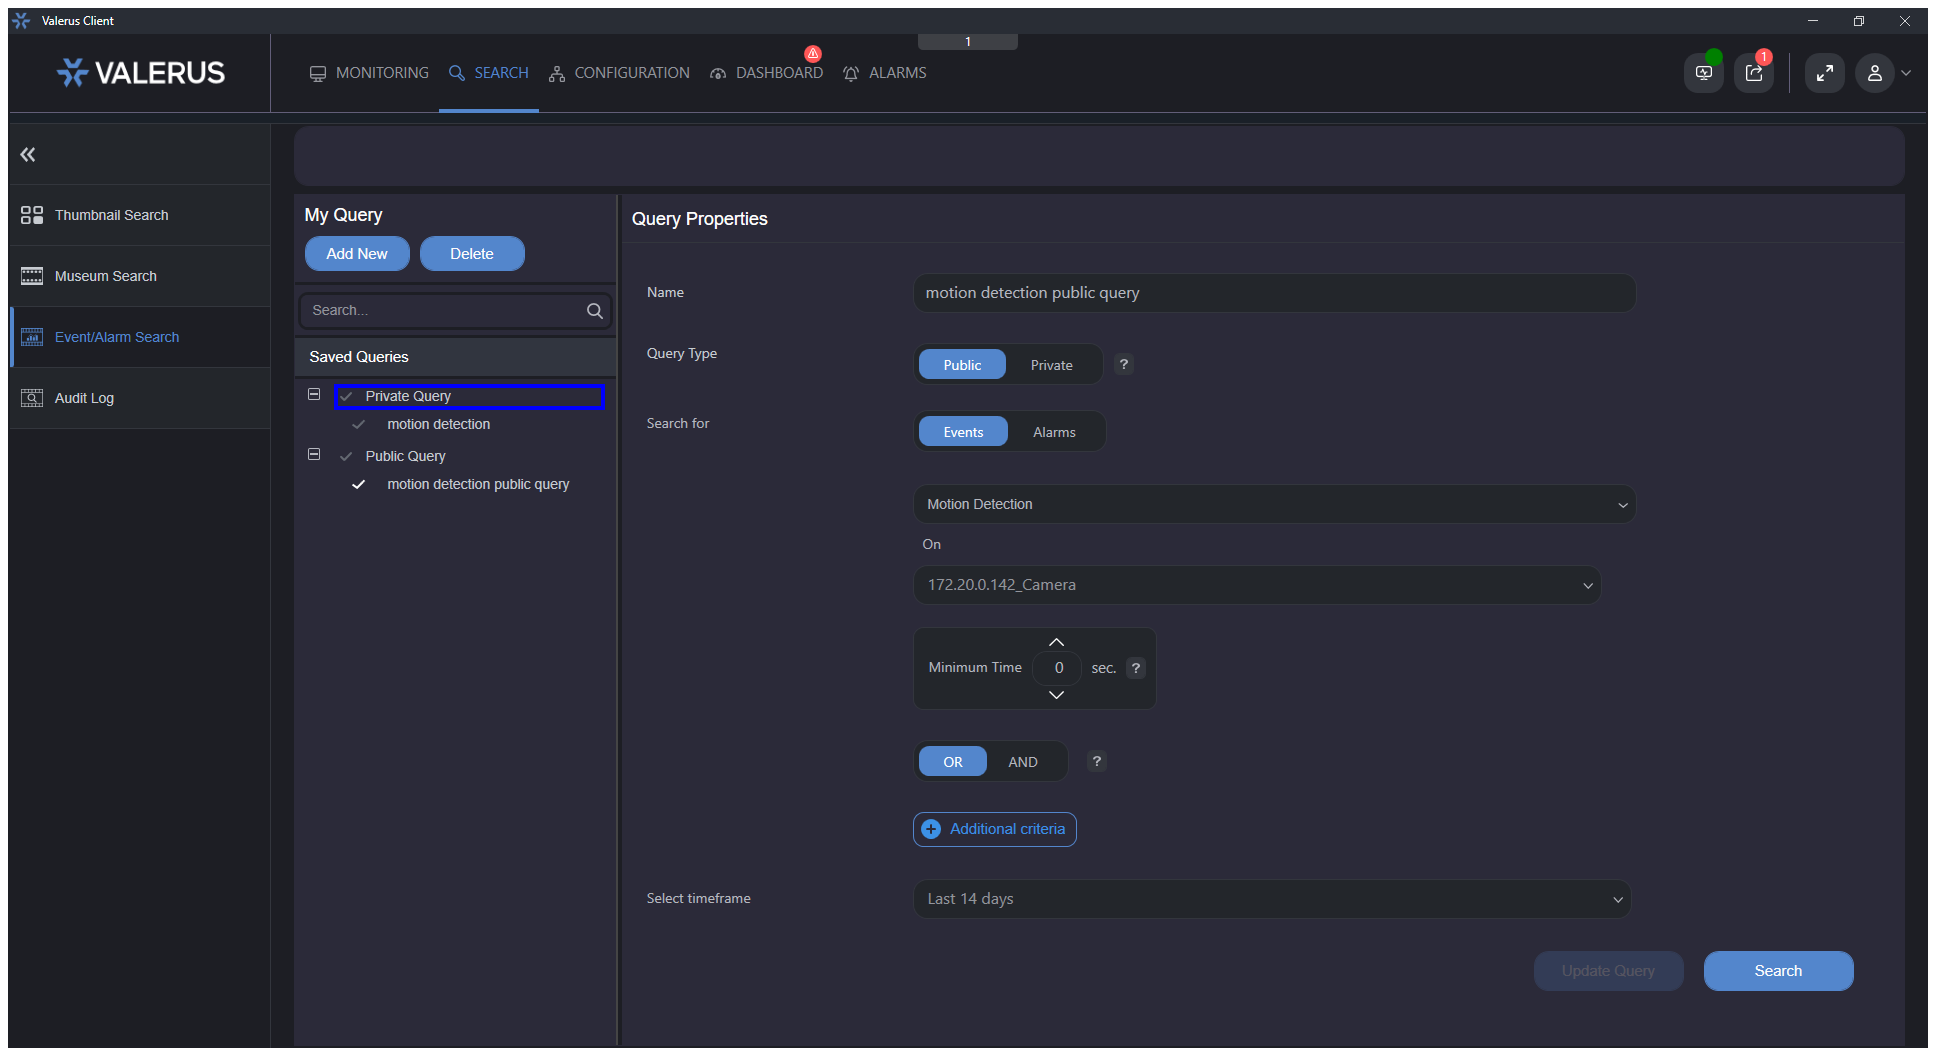 Valerus Client
1
VALERUS
MONITORING
SEARCH
CONFIGURATION
DASHBOARD
ALARMS
1
Thumbnail Search
Museum Search
Event/Alarm Search
Audit Log
My Query
Add New
Delete
Search...
Saved Queries
Private Query
motion detection
Public Query
motion detection public query
Query Properties
Name
motion detection public query
Query Type
Public
Private
?
Search for
Events
Alarms
Motion Detection
On
172.20.0.142_Camera
Minimum Time
0
sec.
?
OR
AND
?
Additional criteria
Select timeframe
Last 14 days
Update Query
Search